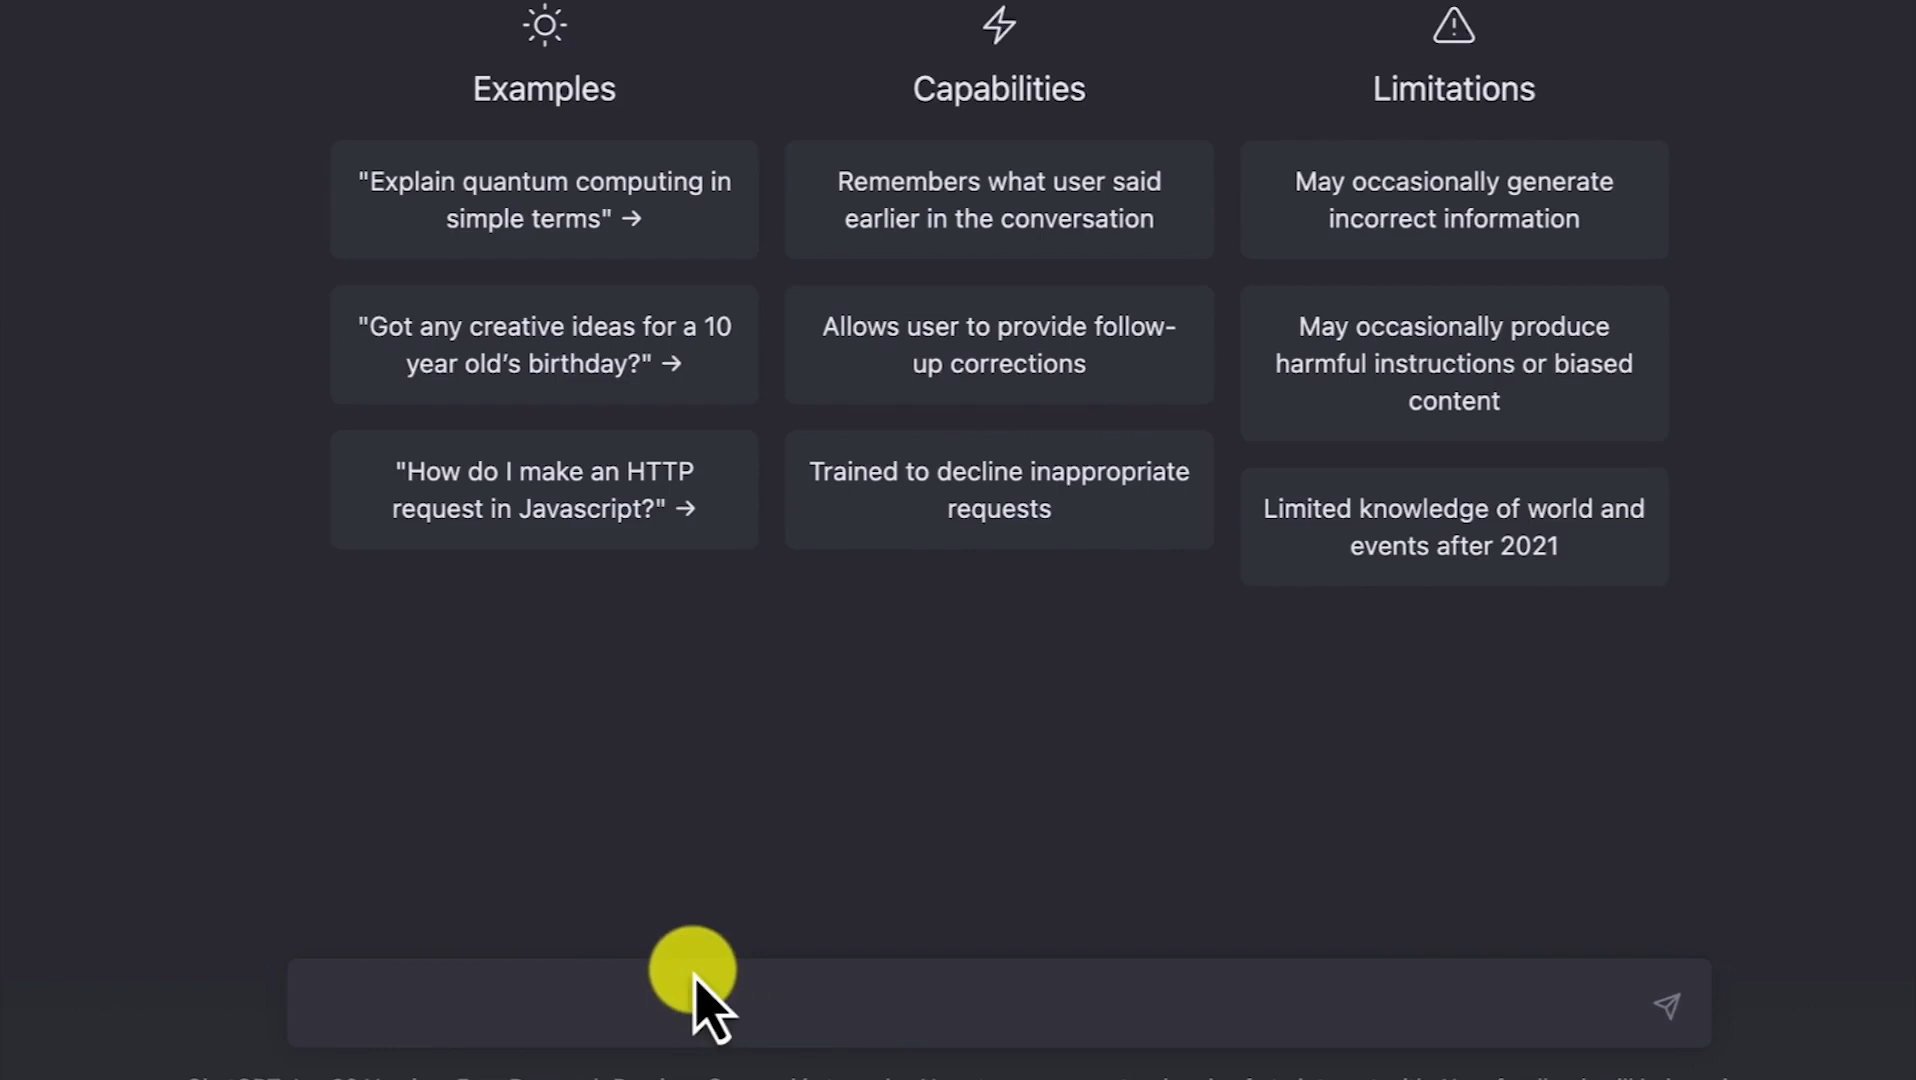 Examples
"Explain quantum computing in
simple terms" →
"Got any creative ideas for a 10
year old’s birthday?" →
"How do I make an HTTP
request in Javascript?" →
Capabilities
Remembers what user said
earlier in the conversation
Allows user to provide follow-
up corrections
Trained to decline inappropriate
requests
Limitations
May occasionally generate
incorrect information
May occasionally produce
harmful instructions or biased
content
Limited knowledge of world and
events after 2021